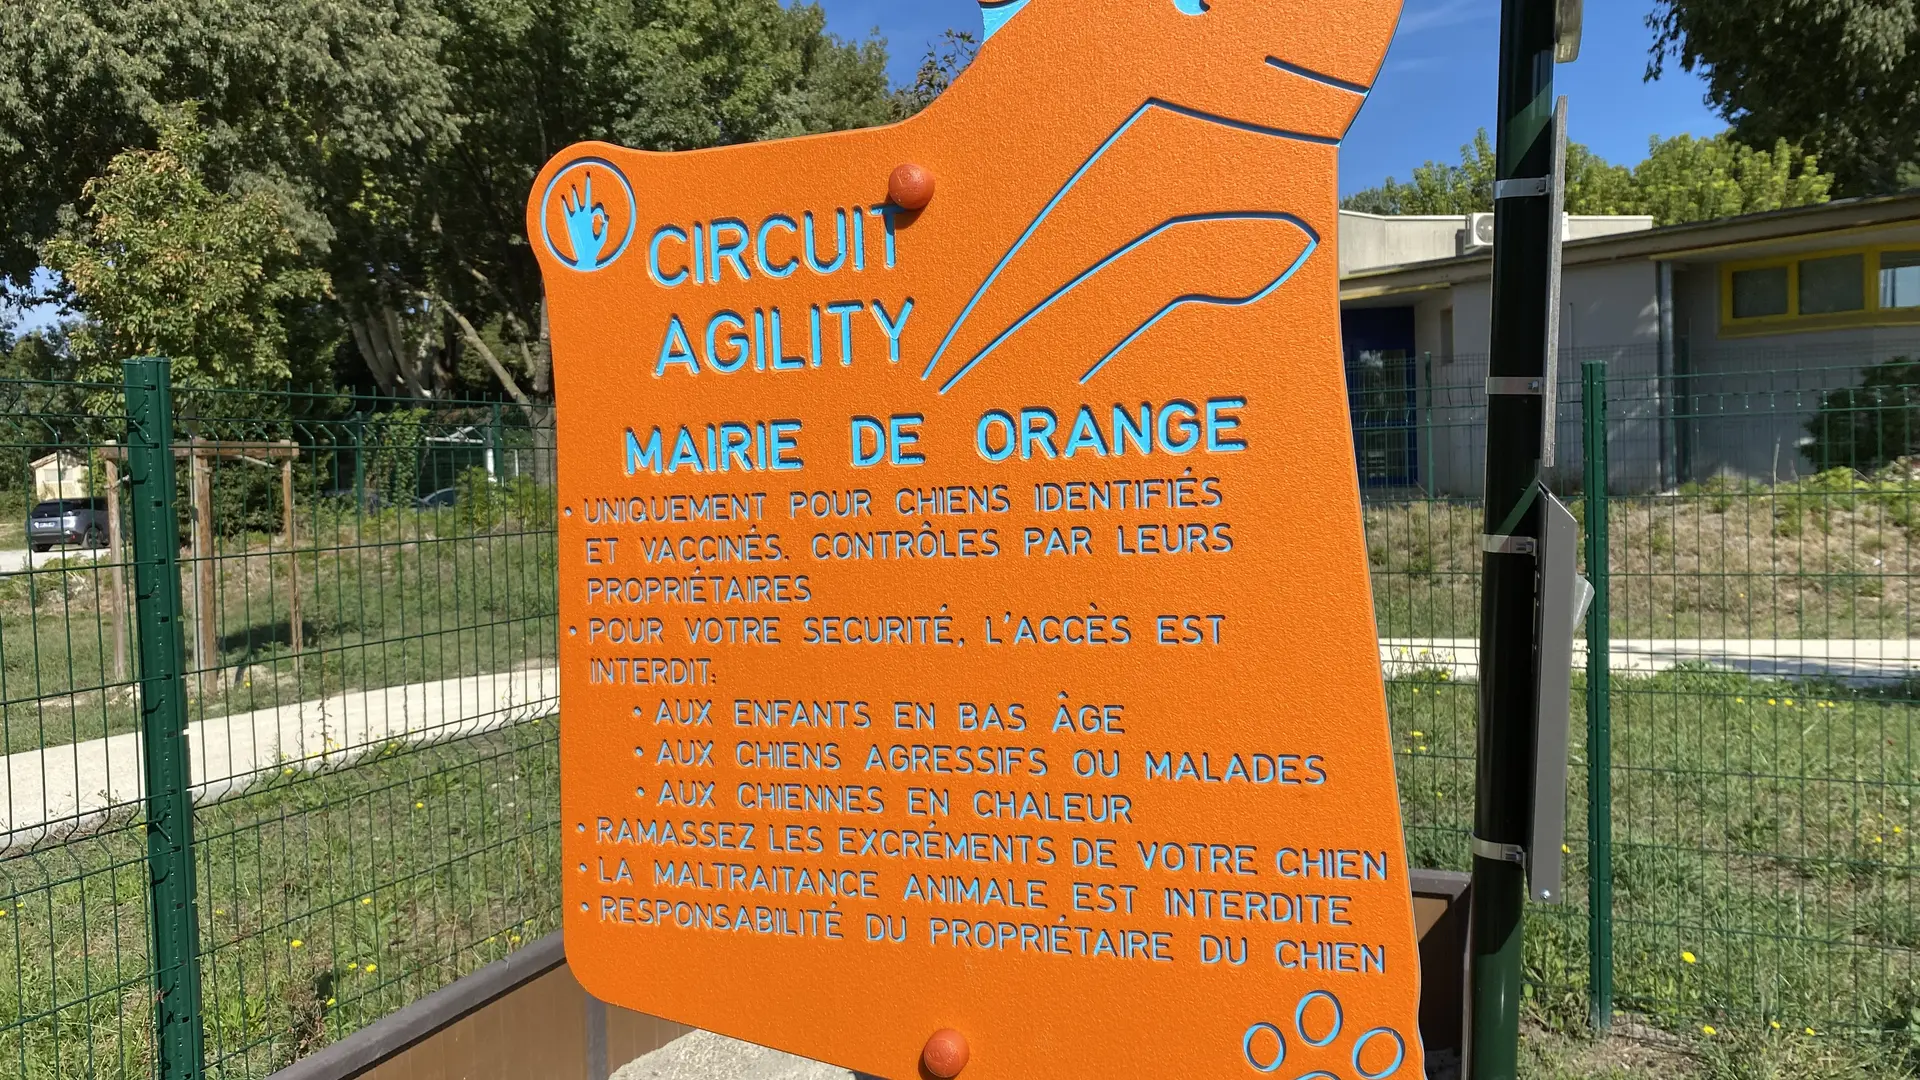 CIRCUIT
AGILITY
MAIRIE DE ORANGE
• UNIQUEMENT POUR CHIENS IDENTIFIÉS
ET VACCINÉS. CONTRÔLES PAR LEURS
PROPRIÉTAIRES
• POUR VOTRE SECURITÉ, L'ACCÈS EST
INTERDIT:
• AUX ENFANTS EN BAS ÂGE
• AUX CHIENS AGRESSIFS OU MALADES
• AUX CHIENNES EN CHALEUR
• RAMASSEZ LES EXCRÉMENTS DE VOTRE CHIEN
• LA MALTRAITANCE ANIMALE EST INTERDITE
• RESPONSABILITÉ DU PROPRIÉTAIRE DU CHIEN